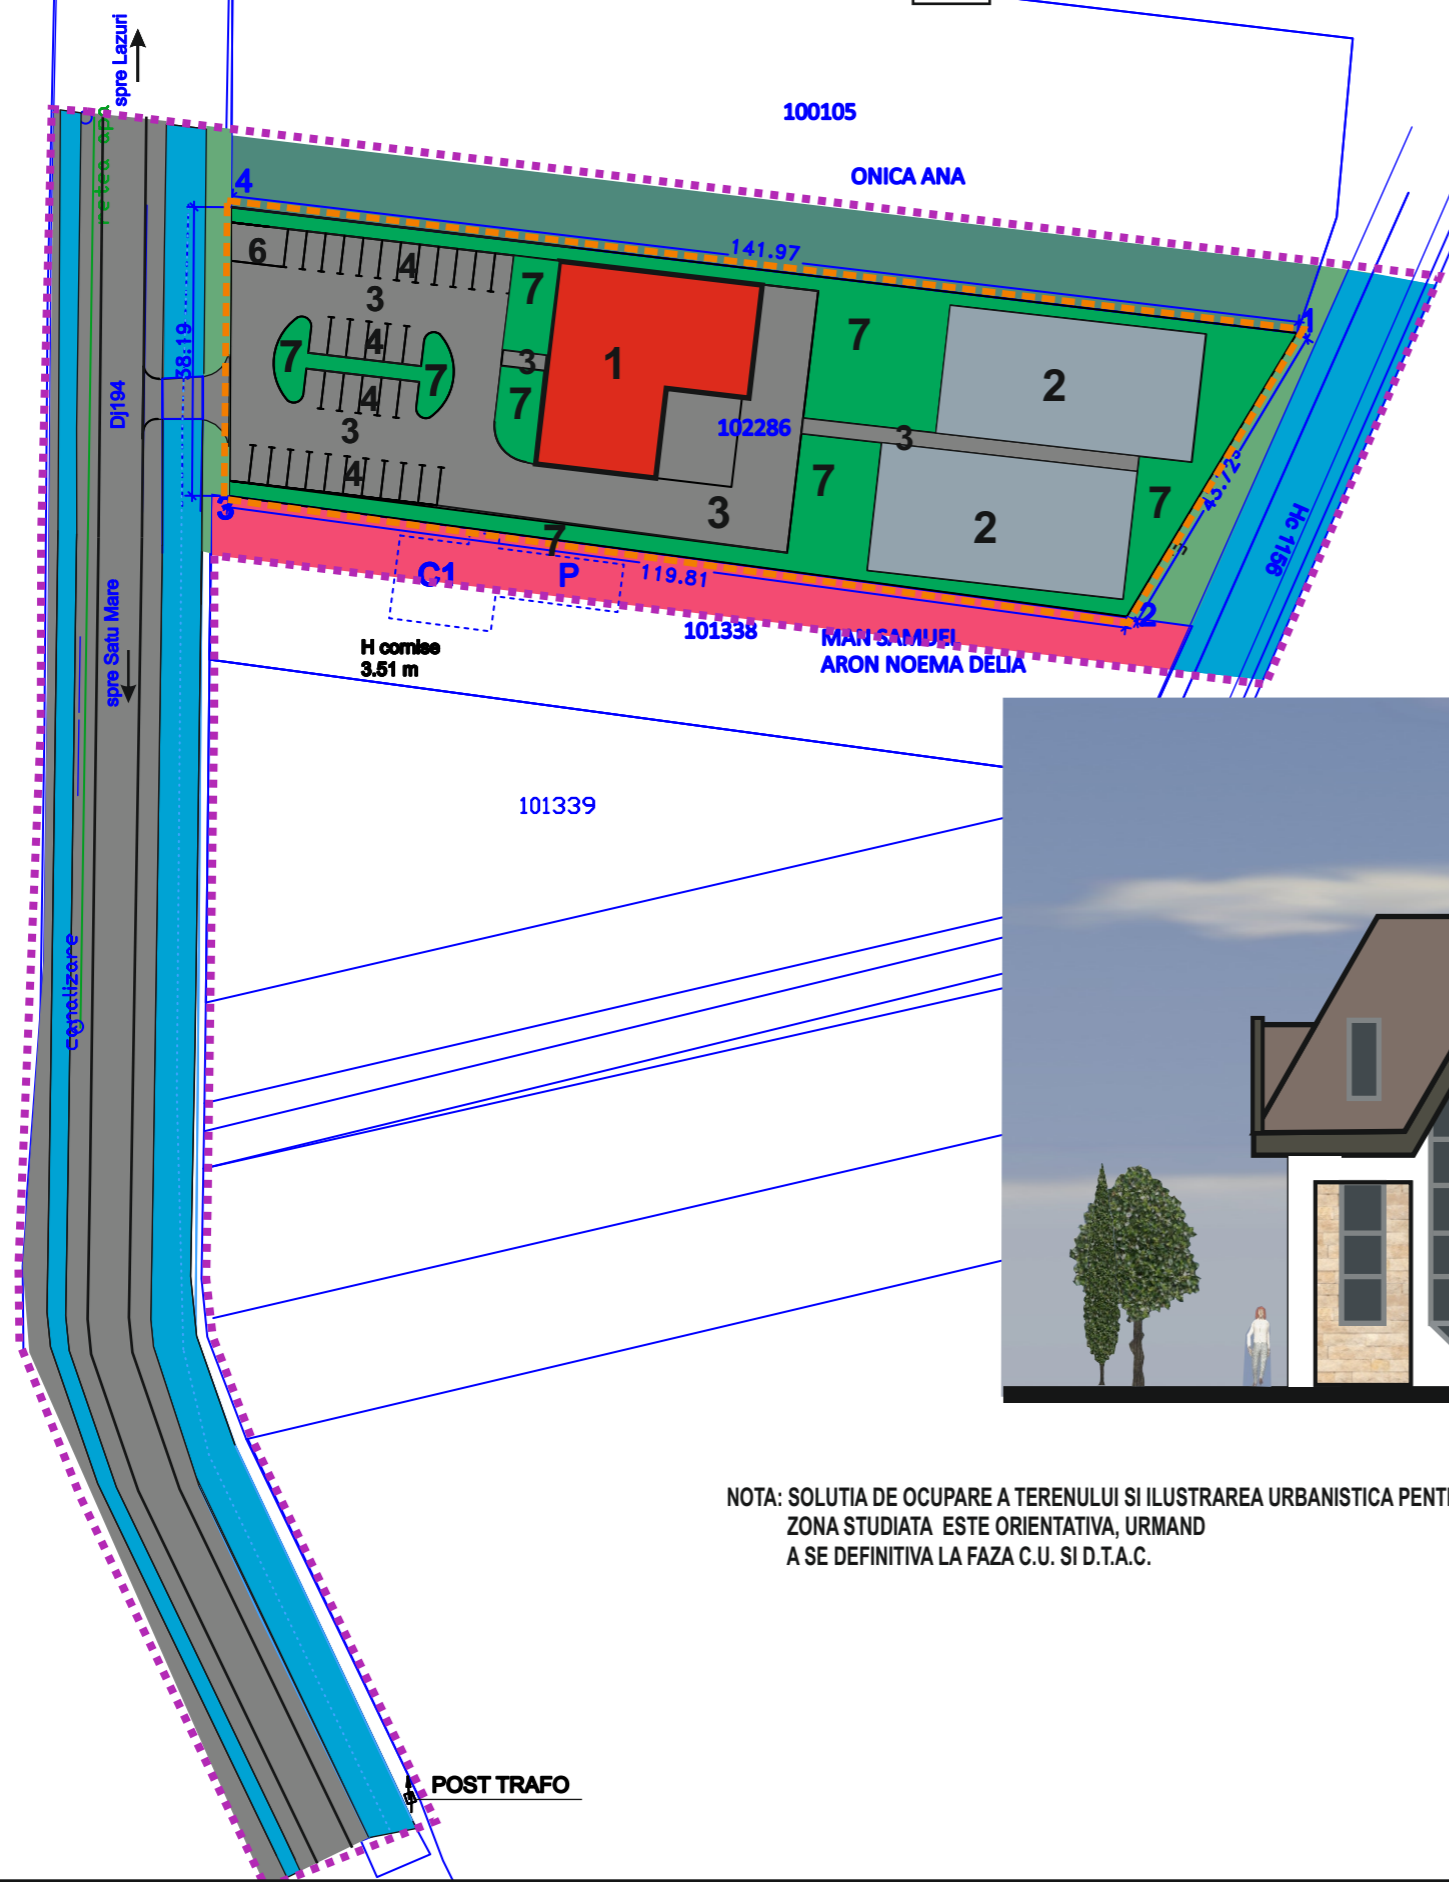 spre Lazuri
retea apa
100105
ONICA ANA
4
141.97
1
6
4
3
7
7
4
7
7
3
1
2
38.19
Dj194
4
7
3
102286
3
4
7
3
7
2
7
3
7
43.72
Hc 1156
C1
P
119.81
2
101338
MAN SAMUEL
ARON NOEMA DELIA
H cornise
3.51 m
spre Satu Mare
101339
canalizare
NOTA: SOLUTIA DE OCUPARE A TERENULUI SI ILUSTRAREA URBANISTICA PENT
ZONA STUDIATA ESTE ORIENTATIVA, URMAND
A SE DEFINITIVA LA FAZA C.U. SI D.T.A.C.
POST TRAFO